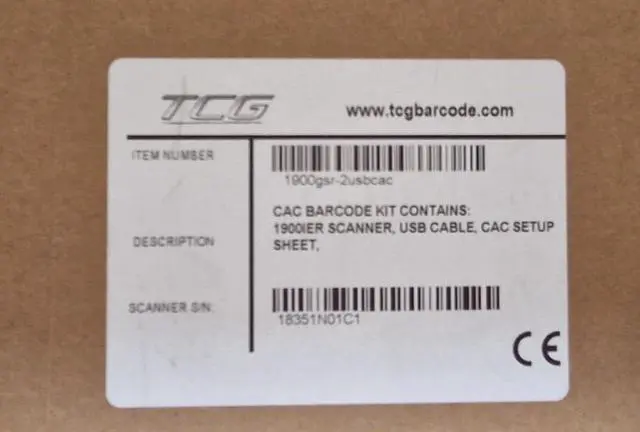 TCG www.tcgbarcode.com
ITEM NUMBER
1900gsr-2usbcac
CAC BARCODE KIT CONTAINS:
1900IER SCANNER, USB CABLE, CAC SETUP
DESCRIPTION
SHEET,
SCANNER S/N:
18351N01C1
CE